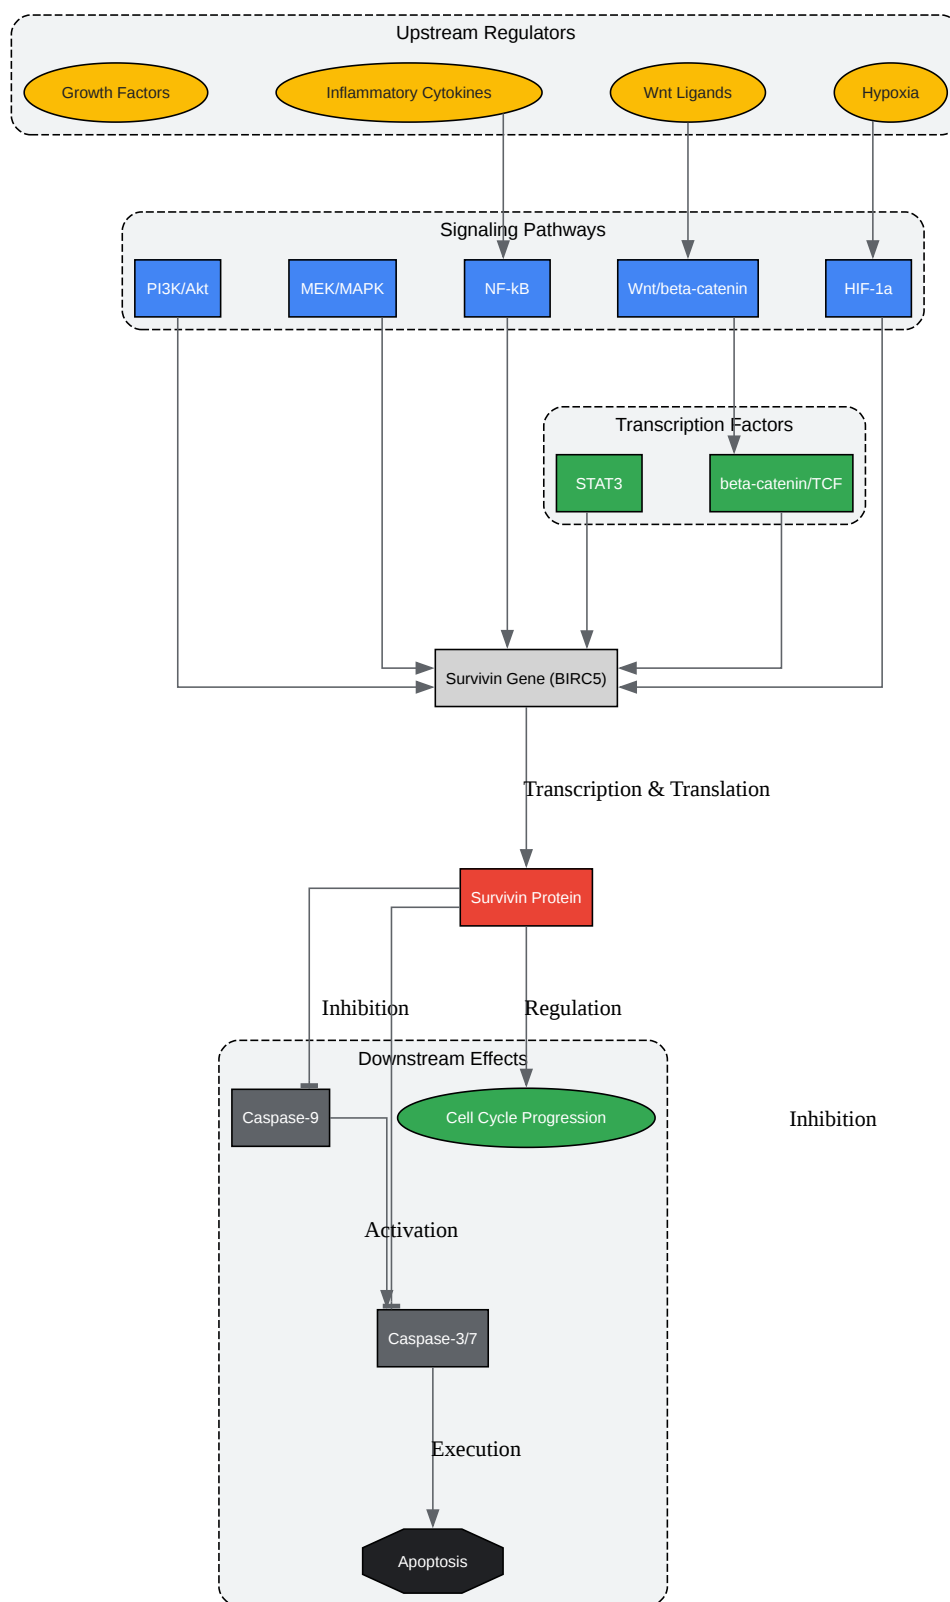 Upstream Regulators
Growth Factors
Inflammatory Cytokines
Wnt Ligands
Hypoxia
Signaling Pathways
PI3K/Akt
MEK/MAPK
NF-kB
Wnt/beta-catenin
HIF-1a
Transcription Factors
STAT3
beta-catenin/TCF
Survivin Gene (BIRC5)
Transcription & Translation
Survivin Protein
Inhibition
Regulation
Downstream Effects
Caspase-9
Cell Cycle Progression
Inhibition
Activation
Caspase-3/7
Execution
Apoptosis